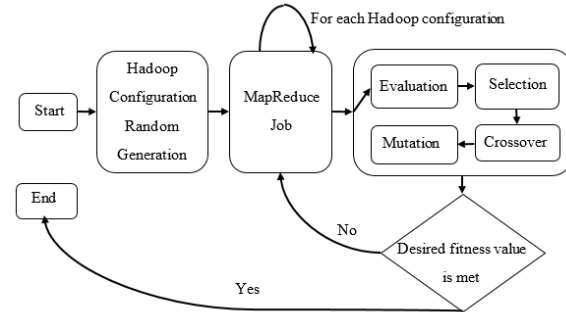 For each Hadoop configuration
Start
Hadoop
Configuration
Random
Generation
MapReduce
Job
Evaluation
Selection
Mutation
Crossover
End
No
Desired fitness value
is met
Yes